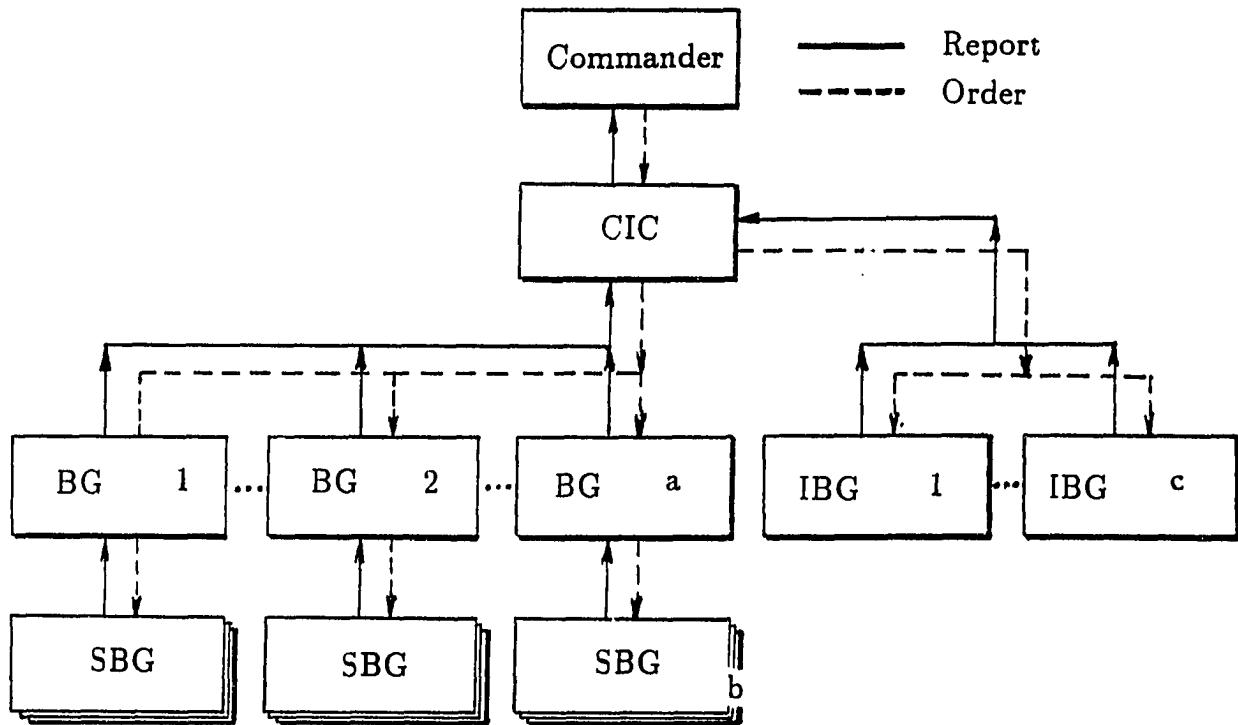 Commander
Report
Order
CIC
BG 1 ... BG 2 ... BG a
IBG 1 ... IBG c
SBG SBG SBG b